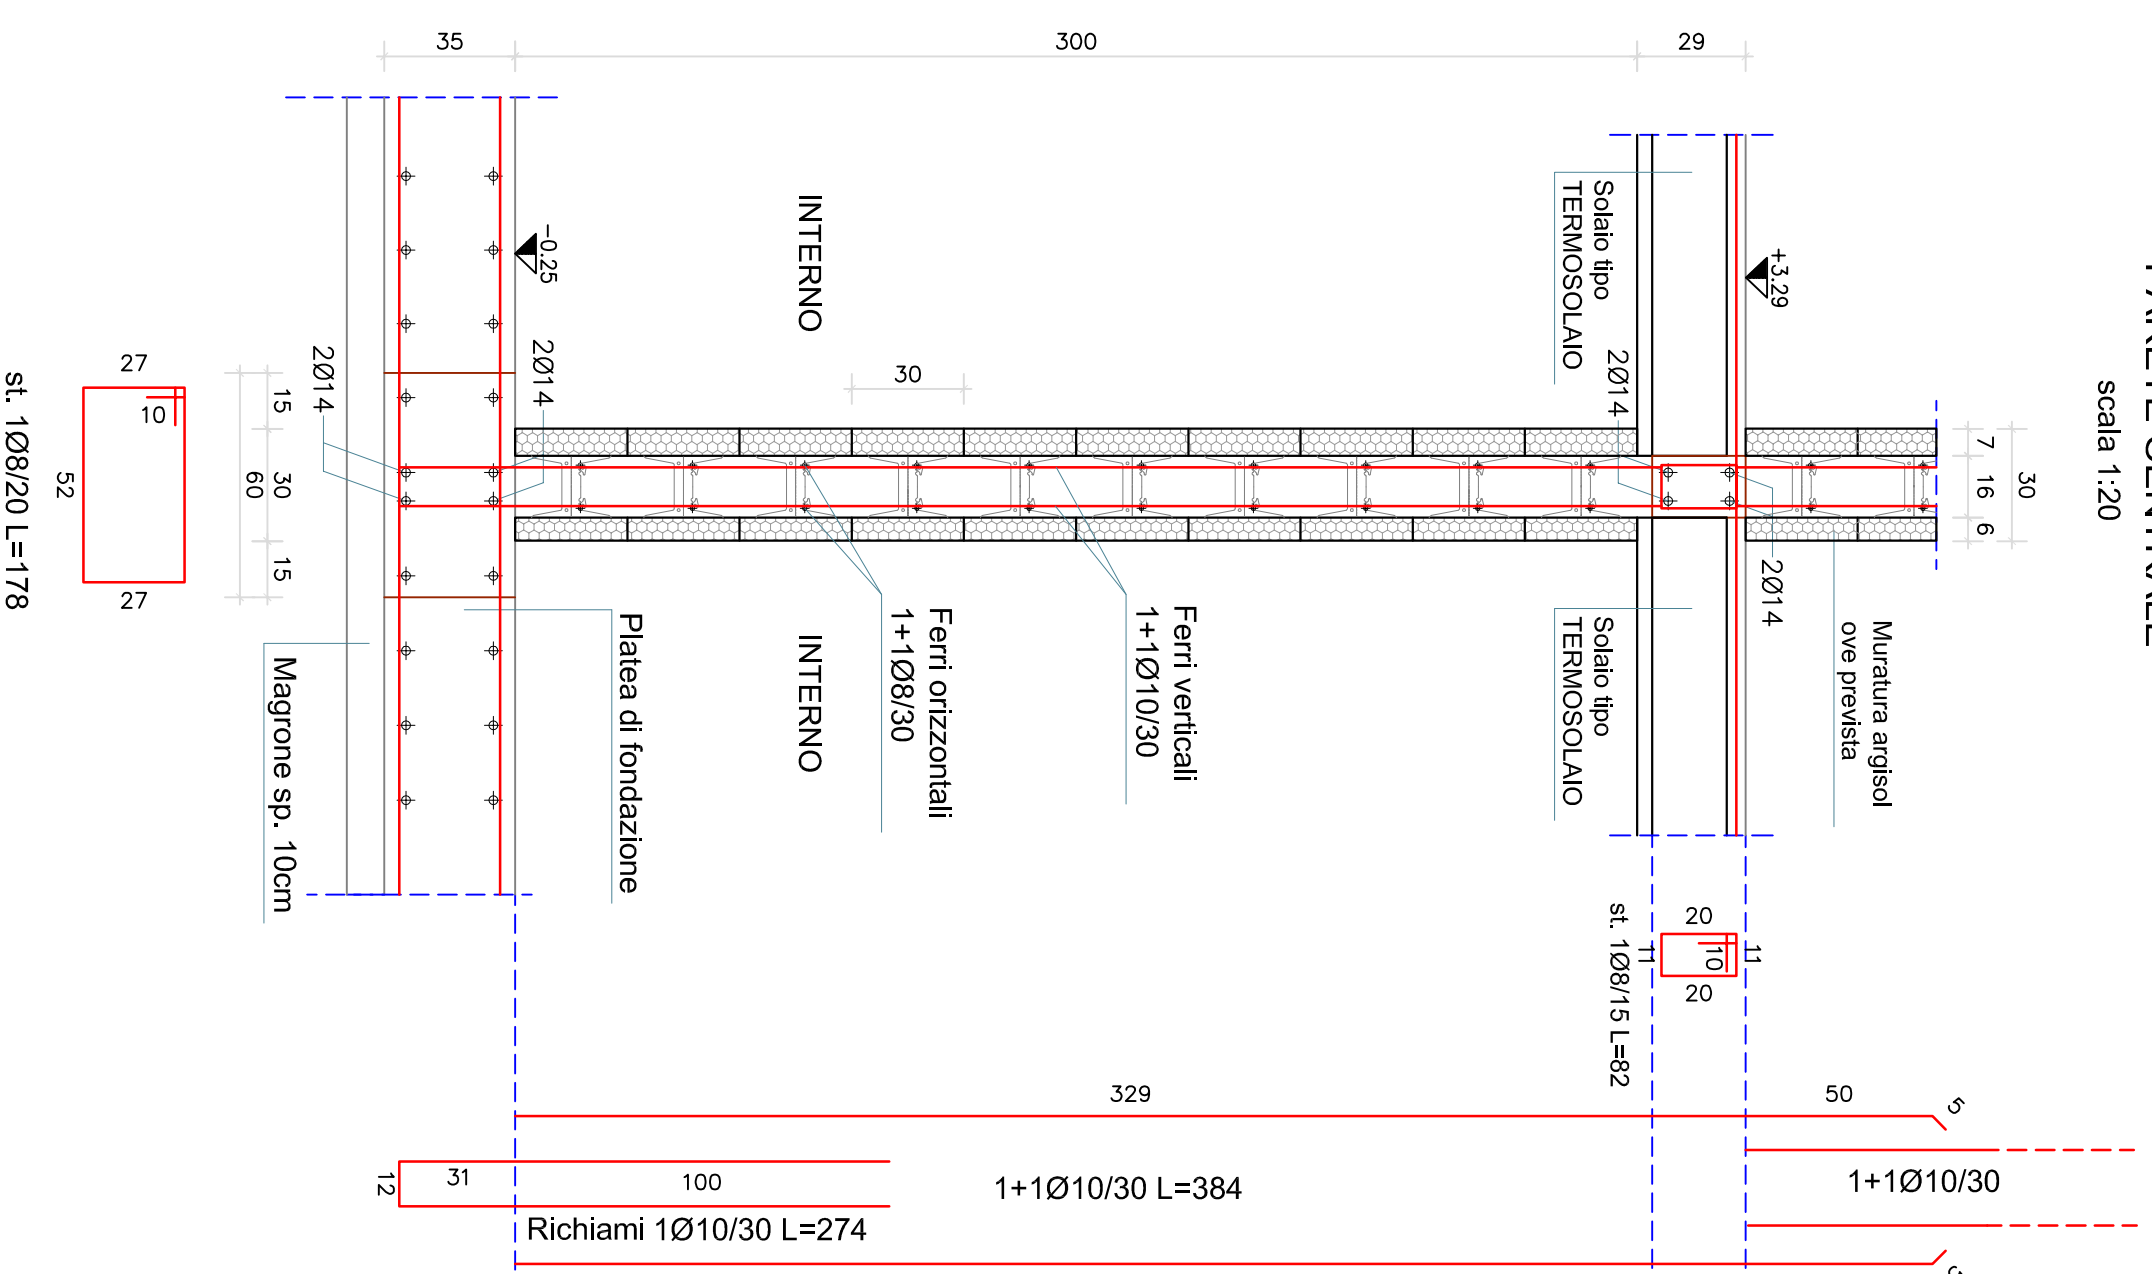 PARETE CENTRALE
scala 1:20
30
7
16
6
35
300
29
+3.29
-0.25
INTERNO
INTERNO
30
Solaio tipo
TERMOSOLAIO
Solaio tipo
TERMOSOLAIO
2Ø14
2Ø14
2Ø14
2Ø14
Muratura argisol
ove prevista
Ferri verticali
1+1Ø10/30
Ferri orizzontali
1+1Ø8/30
Platea di fondazione
Magrone sp. 10cm
15
30
15
60
27
10
52
27
st. 1Ø8/20 L=178
20
11
10
11
20
st. 1Ø8/15 L=82
329
50
5
12
31
100
1+1Ø10/30 L=384
1+1Ø10/30
Richiami 1Ø10/30 L=274